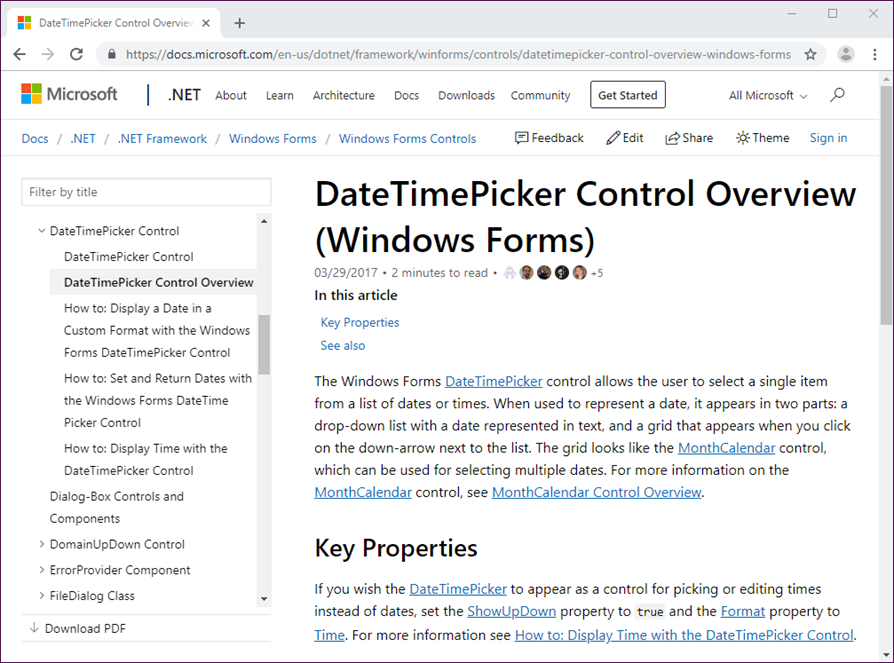 DateTimePicker Control Overview
https://docs.microsoft.com/en-us/dotnet/framework/winforms/controls/datetimepicker-control-overview-windows-forms
Microsoft .NET About Learn Architecture Docs Downloads Community Get Started All Microsoft
Docs / .NET / .NET Framework / Windows Forms / Windows Forms Controls Feedback Edit Share Theme Sign in
Filter by title
DateTimePicker Control
DateTimePicker Control
DateTimePicker Control Overview
How to: Display a Date in a
Custom Format with the Windows
Forms DateTimePicker Control
How to: Set and Return Dates with
the Windows Forms DateTime
Picker Control
How to: Display Time with the
DateTimePicker Control
Dialog-Box Controls and
Components
DomainUpDown Control
ErrorProvider Component
FileDialog Class
Download PDF
DateTimePicker Control Overview
(Windows Forms)
03/29/2017 • 2 minutes to read • +5
In this article
Key Properties
See also
The Windows Forms DateTimePicker control allows the user to select a single item
from a list of dates or times. When used to represent a date, it appears in two parts: a
drop-down list with a date represented in text, and a grid that appears when you click
on the down-arrow next to the list. The grid looks like the MonthCalendar control,
which can be used for selecting multiple dates. For more information on the
MonthCalendar control, see MonthCalendar Control Overview.
Key Properties
If you wish the DateTimePicker to appear as a control for picking or editing times
instead of dates, set the ShowUpDown property to true and the Format property to
Time. For more information see How to: Display Time with the DateTimePicker Control.